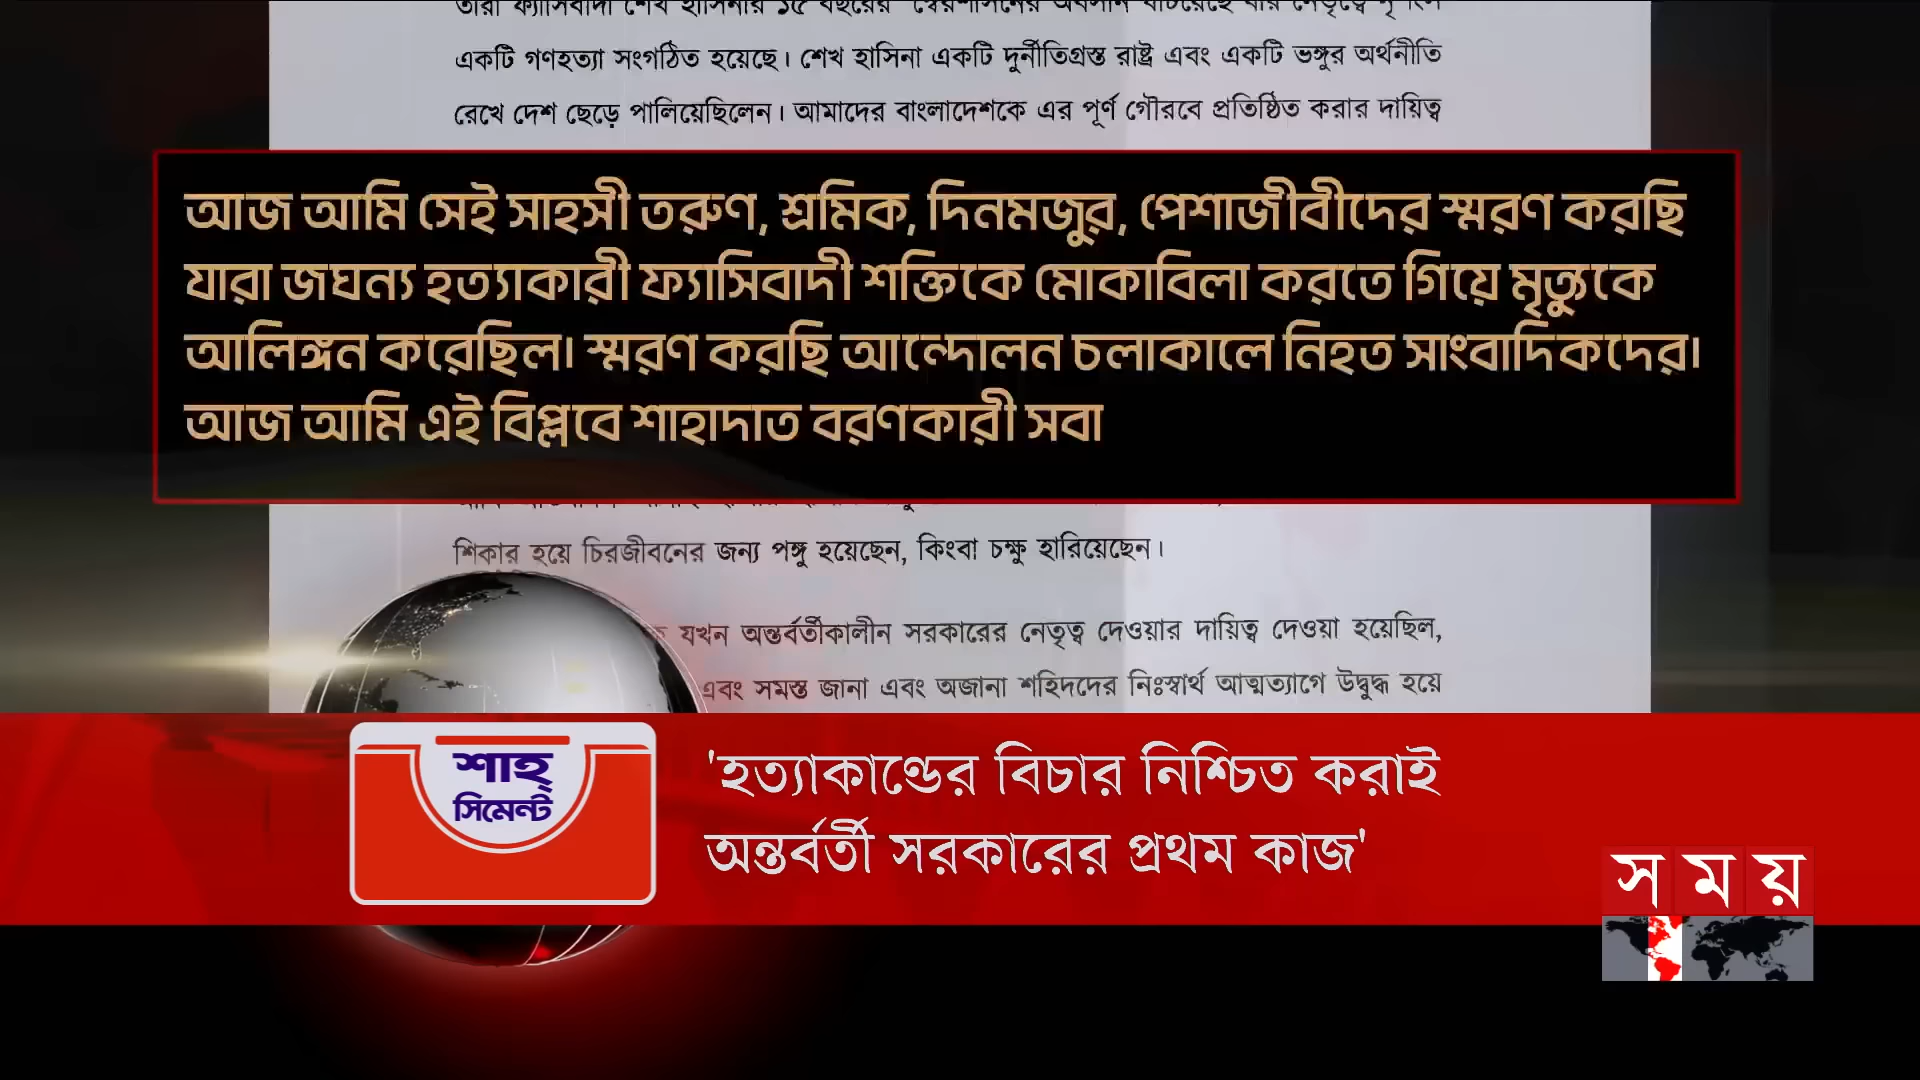 একটি গণহত্যা সংগঠিত হয়েছে। শেখ হাসিনা একটি দুর্নীতিগ্রস্ত রাষ্ট্র এবং একটি ভঙ্গুর অর্থনীতি
রেখে দেশ ছেড়ে পালিয়েছিলেন। আমাদের বাংলাদেশকে এর পূর্ণ গৌরবে প্রতিষ্ঠিত করার দায়িত্ব
আজ আমি সেই সাহসী তরুণ, শ্রমিক, দিনমজুর, পেশাজীবীদের স্মরণ করছি
যারা জঘন্য হত্যাকারী ফ্যাসিবাদী শক্তিকে মোকাবিলা করতে গিয়ে মৃত্যুকে
আলিঙ্গন করেছিল। স্মরণ করছি আন্দোলন চলাকালে নিহত সাংবাদিকদের।
আজ আমি এই বিপ্লবে শাহাদাত বরণকারী সবা
শিকার হয়ে চিরজীবনের জন্য পঙ্গু হয়েছেন, কিংবা চক্ষু হারিয়েছেন।
যখন অন্তর্বর্তীকালীন সরকারের নেতৃত্ব দেওয়ার দায়িত্ব দেওয়া হয়েছিল,
এবং সমস্ত জানা এবং অজানা শহিদদের নিঃস্বার্থ আত্মত্যাগে উদ্বুদ্ধ হয়ে
শাহ্
সিমেন্ট
'হত্যাকাণ্ডের বিচার নিশ্চিত করাই
অন্তর্বর্তী সরকারের প্রথম কাজ'
সময়